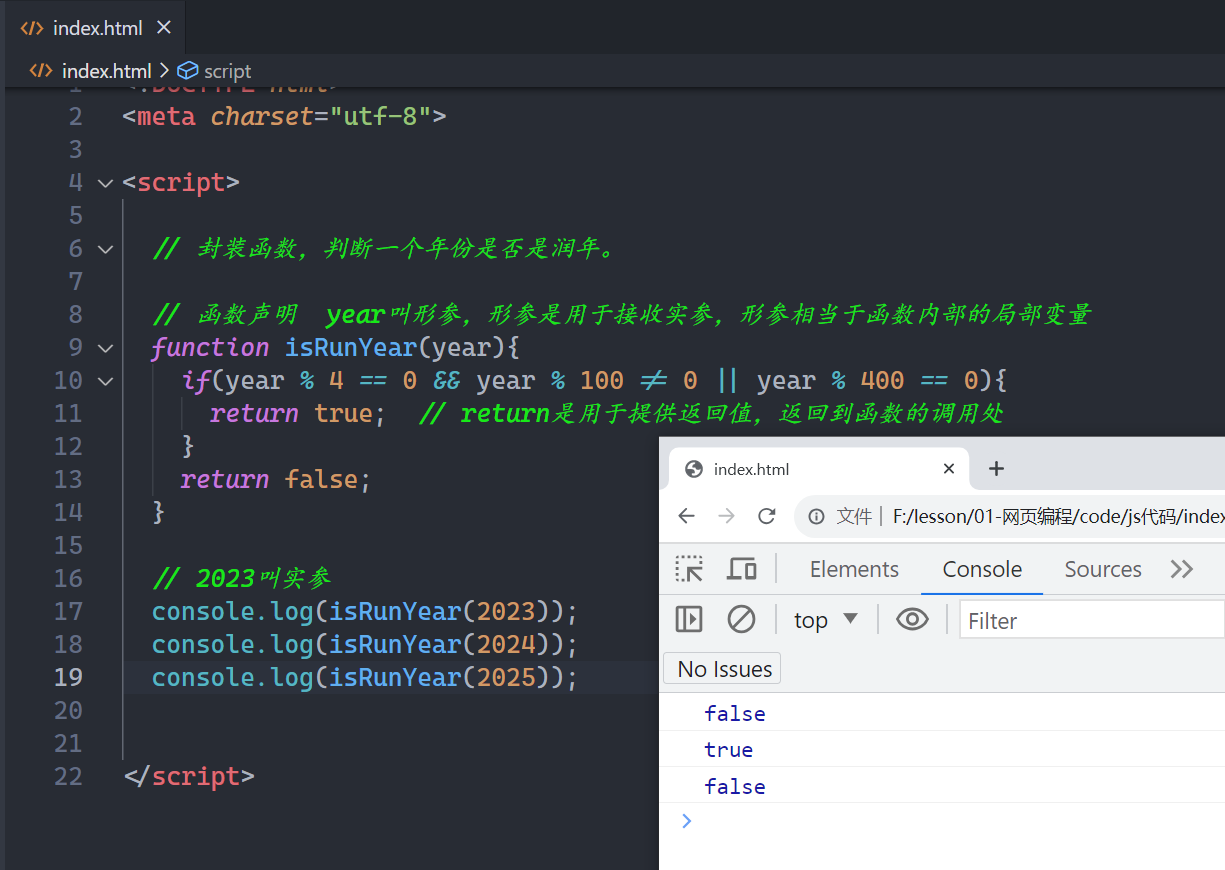 index.html
index.html > script
2 <meta charset="utf-8">
3
4 <script>
5
6 // 封装函数，判断一个年份是否是润年。
7
8 // 函数声明  year叫形参，形参是用于接收实参，形参相当于函数内部的局部变量
9 function isRunYear(year){
10 if(year % 4 == 0 && year % 100 != 0 || year % 400 == 0){
11 return true;  // return是用于提供返回值，返回到函数的调用处
12 }
13 return false;
14 }
15
16 // 2023叫实参
17 console.log(isRunYear(2023));
18 console.log(isRunYear(2024));
19 console.log(isRunYear(2025));
20
21
22 </script>
index.html
文件 | F:/lesson/01-网页编程/code/js代码/index
Elements Console Sources
top Filter
No Issues
false
true
false